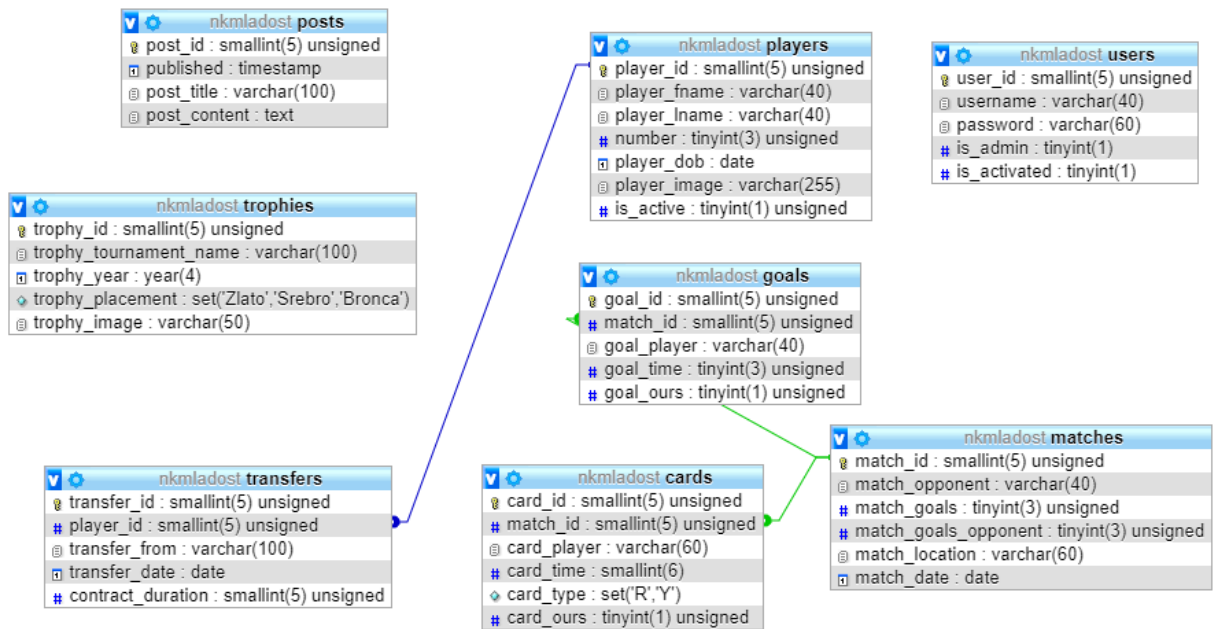 nkmladost posts
post_id : smallint(5) unsigned
published : timestamp
post_title : varchar(100)
post_content : text
nkmladost players
player_id : smallint(5) unsigned
player_fname : varchar(40)
player_lname : varchar(40)
number : tinyint(3) unsigned
player_dob : date
player_image : varchar(255)
is_active : tinyint(1) unsigned
nkmladost users
user_id : smallint(5) unsigned
username : varchar(40)
password : varchar(60)
is_admin : tinyint(1)
is_activated : tinyint(1)
nkmladost trophies
trophy_id : smallint(5) unsigned
trophy_tournament_name : varchar(100)
trophy_year : year(4)
trophy_placement : set('Zlato','Srebro','Bronca')
trophy_image : varchar(50)
nkmladost goals
goal_id : smallint(5) unsigned
match_id : smallint(5) unsigned
goal_player : varchar(40)
goal_time : tinyint(3) unsigned
goal_ours : tinyint(1) unsigned
nkmladost transfers
transfer_id : smallint(5) unsigned
player_id : smallint(5) unsigned
transfer_from : varchar(100)
transfer_date : date
contract_duration : smallint(5) unsigned
nkmladost cards
card_id : smallint(5) unsigned
match_id : smallint(5) unsigned
card_player : varchar(60)
card_time : smallint(6)
card_type : set('R','Y')
card_ours : tinyint(1) unsigned
nkmladost matches
match_id : smallint(5) unsigned
match_opponent : varchar(40)
match_goals : tinyint(3) unsigned
match_goals_opponent : tinyint(3) unsigned
match_location : varchar(60)
match_date : date